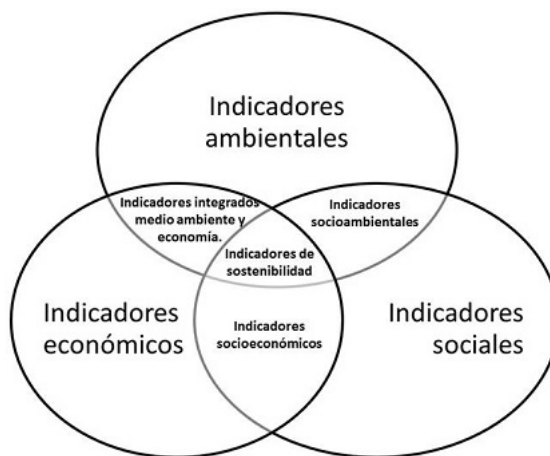 Indicadores
ambientales
Indicadores integrados
medio ambiente y
economía.
Indicadores
socioambientales
Indicadores de
sostenibilidad
Indicadores
económicos
Indicadores
socioeconómicos
Indicadores
sociales